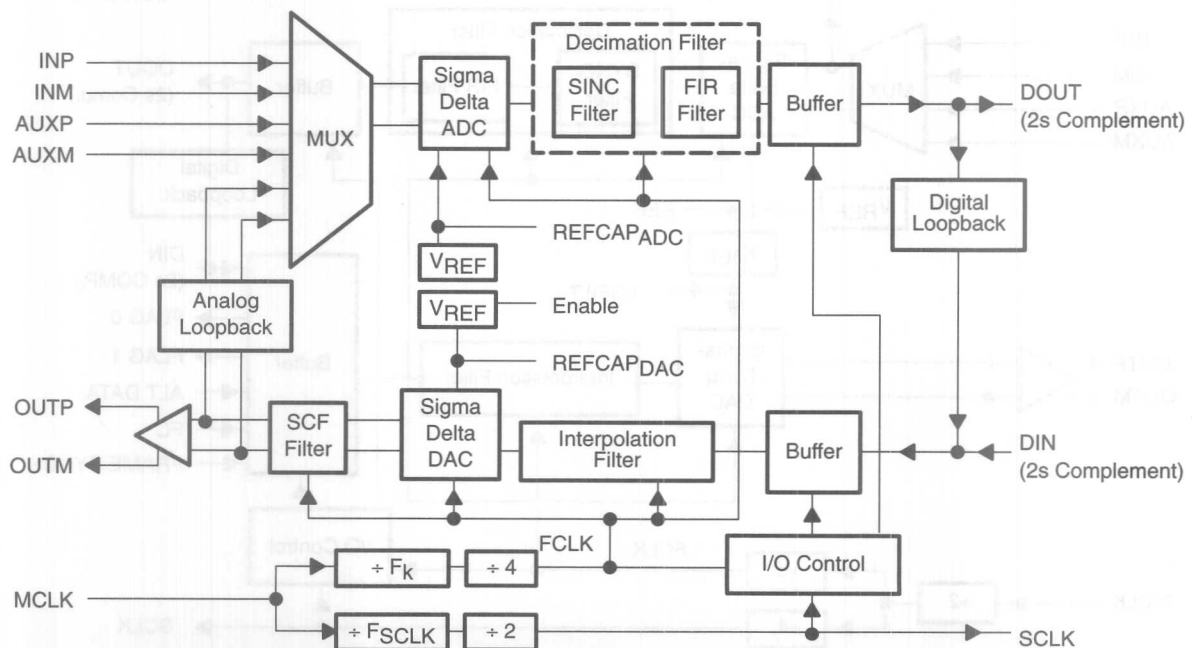 INP
INM
AUXP
AUXM
MUX
Sigma
Delta
ADC
Decimation Filter
SINC
Filter
FIR
Filter
Buffer
DOUT
(2s Complement)
Digital
Loopback
REFCAPADC
VREF
VREF
Enable
REFCAPDAC
Analog
Loopback
OUTP
OUTM
SCF
Filter
Sigma
Delta
DAC
Interpolation
Filter
Buffer
DIN
(2s Complement)
FCLK
I/O Control
MCLK
÷ Fk
÷ 4
÷ FSCLK
÷ 2
SCLK